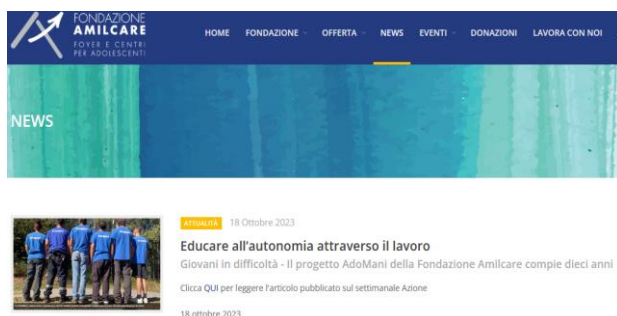 FONDAZIONE
AMILCARE
FOYER E CENTRI
PER ADOLESCENTI
HOME FONDAZIONE OFFERTA NEWS EVENTI DONAZIONI LAVORA CON NOI
NEWS
ATTUALITÀ 18 Ottobre 2023
Educare all'autonomia attraverso il lavoro
Giovani in difficoltà - Il progetto AdoMani della Fondazione Amilcare compie dieci anni
Clicca QUI per leggere l'articolo pubblicato sul settimanale Azione
18 ottobre 2023